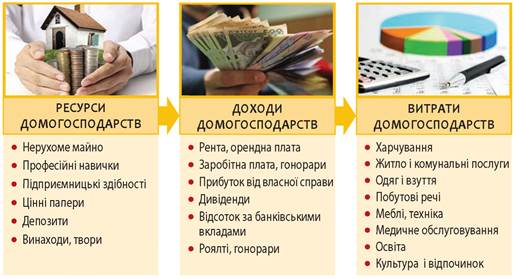 РЕСУРСИ
ДОМОГОСПОДАРСТВ
• Нерухоме майно
• Професійні навички
• Підприємницькі здібності
• Цінні папери
• Депозити
• Винаходи, твори
ДОХОДИ
ДОМОГОСПОДАРСТВ
• Рента, орендна плата
• Заробітна плата, гонорари
• Прибуток від власної справи
• Дивіденди
• Відсоток за банківськими
вкладами
• Роялті, гонорари
ВИТРАТИ
ДОМОГОСПОДАРСТВ
• Харчування
• Житло і комунальні послуги
• Одяг і взуття
• Побутові речі
• Меблі, техніка
• Медичне обслуговування
• Освіта
• Культура і відпочинок